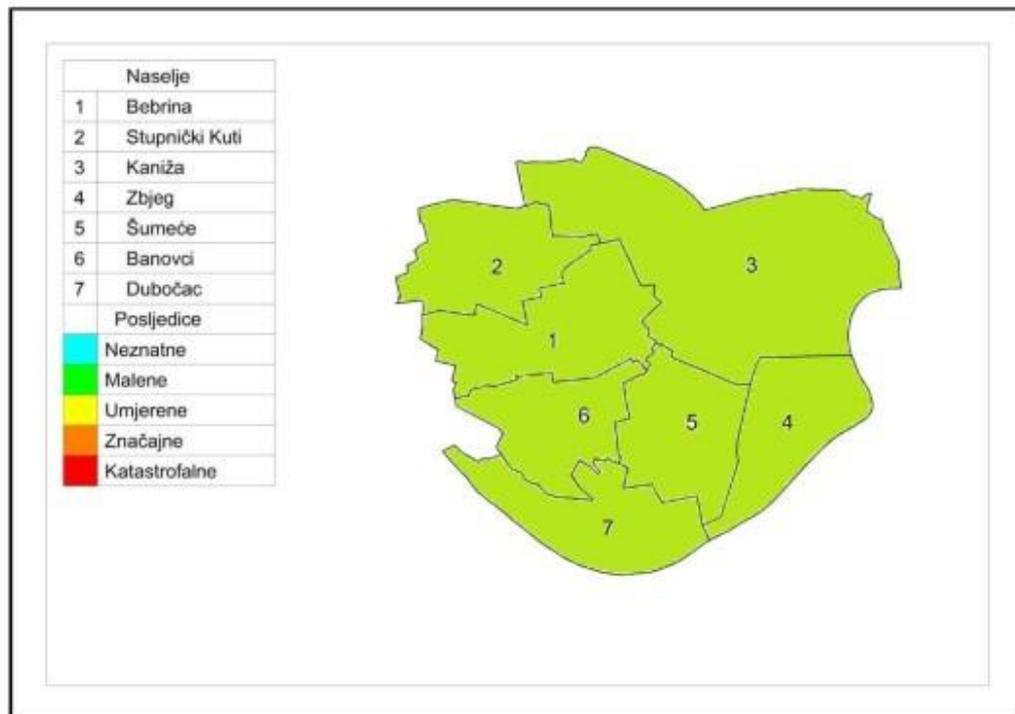 Naselje
1 Bebrina
2 Stupnički Kuti
3 Kaniža
4 Zbjeg
5 Šumeće
6 Banovci
7 Dubočac
Posljedice
Neznatne
Malene
Umjerene
Značajne
Katastrofalne
2
3
1
6
5
4
7